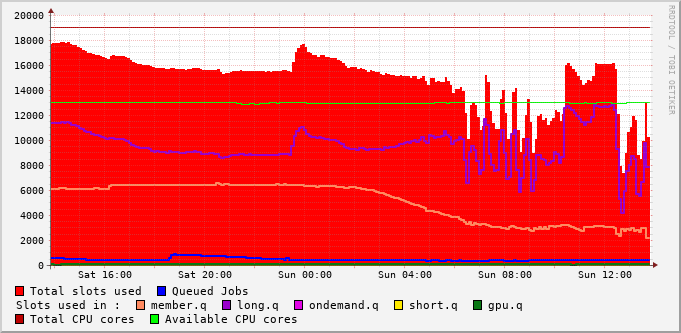 20000
18000
16000
14000
12000
10000
8000
6000
4000
2000
0
Sat 16:00 Sat 20:00 Sun 00:00 Sun 04:00 Sun 08:00 Sun 12:00
Total slots used Queued Jobs
Slots used in : member.q long.q ondemand.q short.q gpu.q
Total CPU cores Available CPU cores
RRDTOOL / TOBI OETIKER